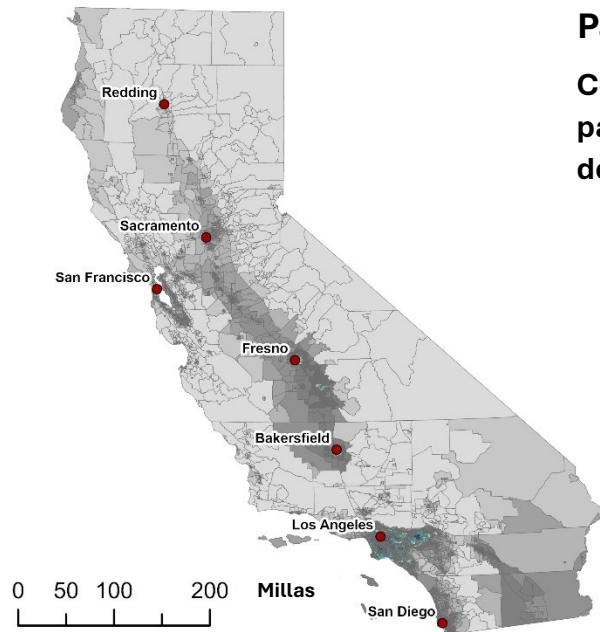 Redding
Sacramento
San Francisco
Fresno
Bakersfield
Los Angeles
San Diego
0 50 100 200 Millas